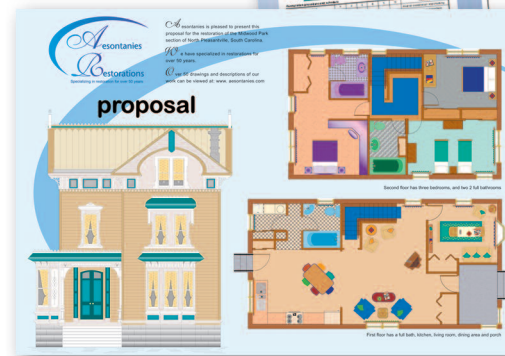 Aesontanies
Restorations
Specializing in restoration for over 50 years
Aesontanies is pleased to present this
proposal for the restoration of the Midwood Park
section of North Pleasantville, South Carolina.
We have specialized in restorations for
over 50 years.
Over 50 drawings and descriptions of our
work can be viewed at: www. aesontanies.com
proposal
Second floor has three bedrooms, and two 2 full bathrooms
First floor has a full bath, kitchen, living room, dining area and porch